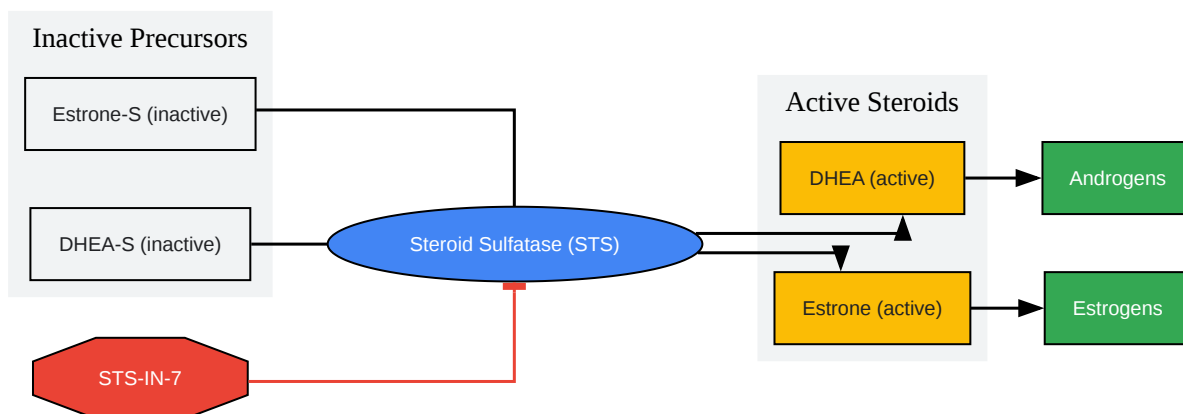 Inactive Precursors
Estrone-S (inactive)
DHEA-S (inactive)
STS-IN-7
Steroid Sulfatase (STS)
Active Steroids
DHEA (active)
Estrone (active)
Androgens
Estrogens